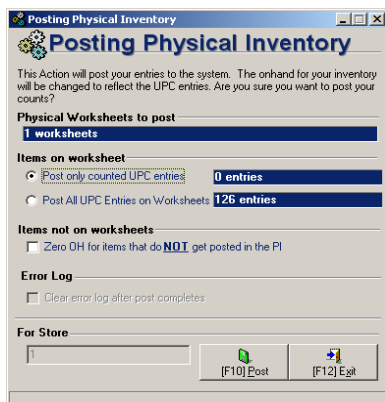 Posting Physical Inventory
Posting Physical Inventory
This Action will post your entries to the system. The onhand for your inventory
will be changed to reflect the UPC entries. Are you sure you want to post your
counts?
Physical Worksheets to post
1 worksheets
Items on worksheet
Post only counted UPC entries 0 entries
Post All UPC Entries on Worksheets 126 entries
Items not on worksheets
Zero OH for items that do NOT get posted in the PI
Error Log
Clear error log after post completes
For Store
1
[F10] Post [F12] Exit